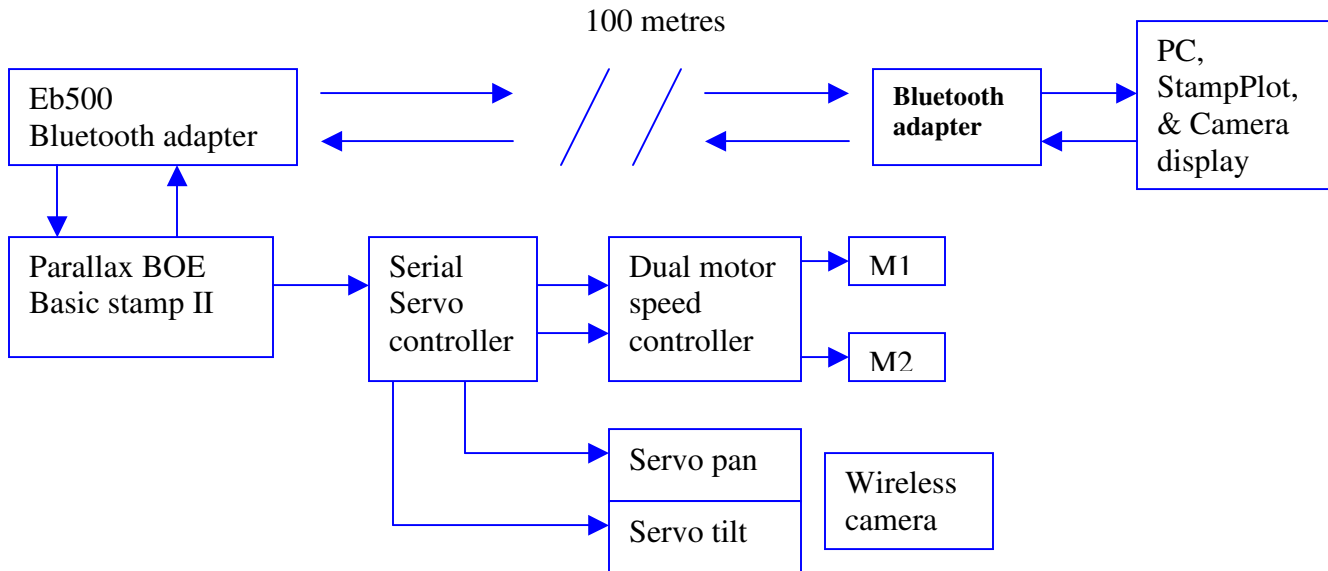 100 metres
Eb500
Bluetooth adapter
Bluetooth
adapter
PC,
StampPlot,
& Camera
display
Parallax BOE
Basic stamp II
Serial
Servo
controller
Dual motor
speed
controller
M1
M2
Servo pan
Servo tilt
Wireless
camera